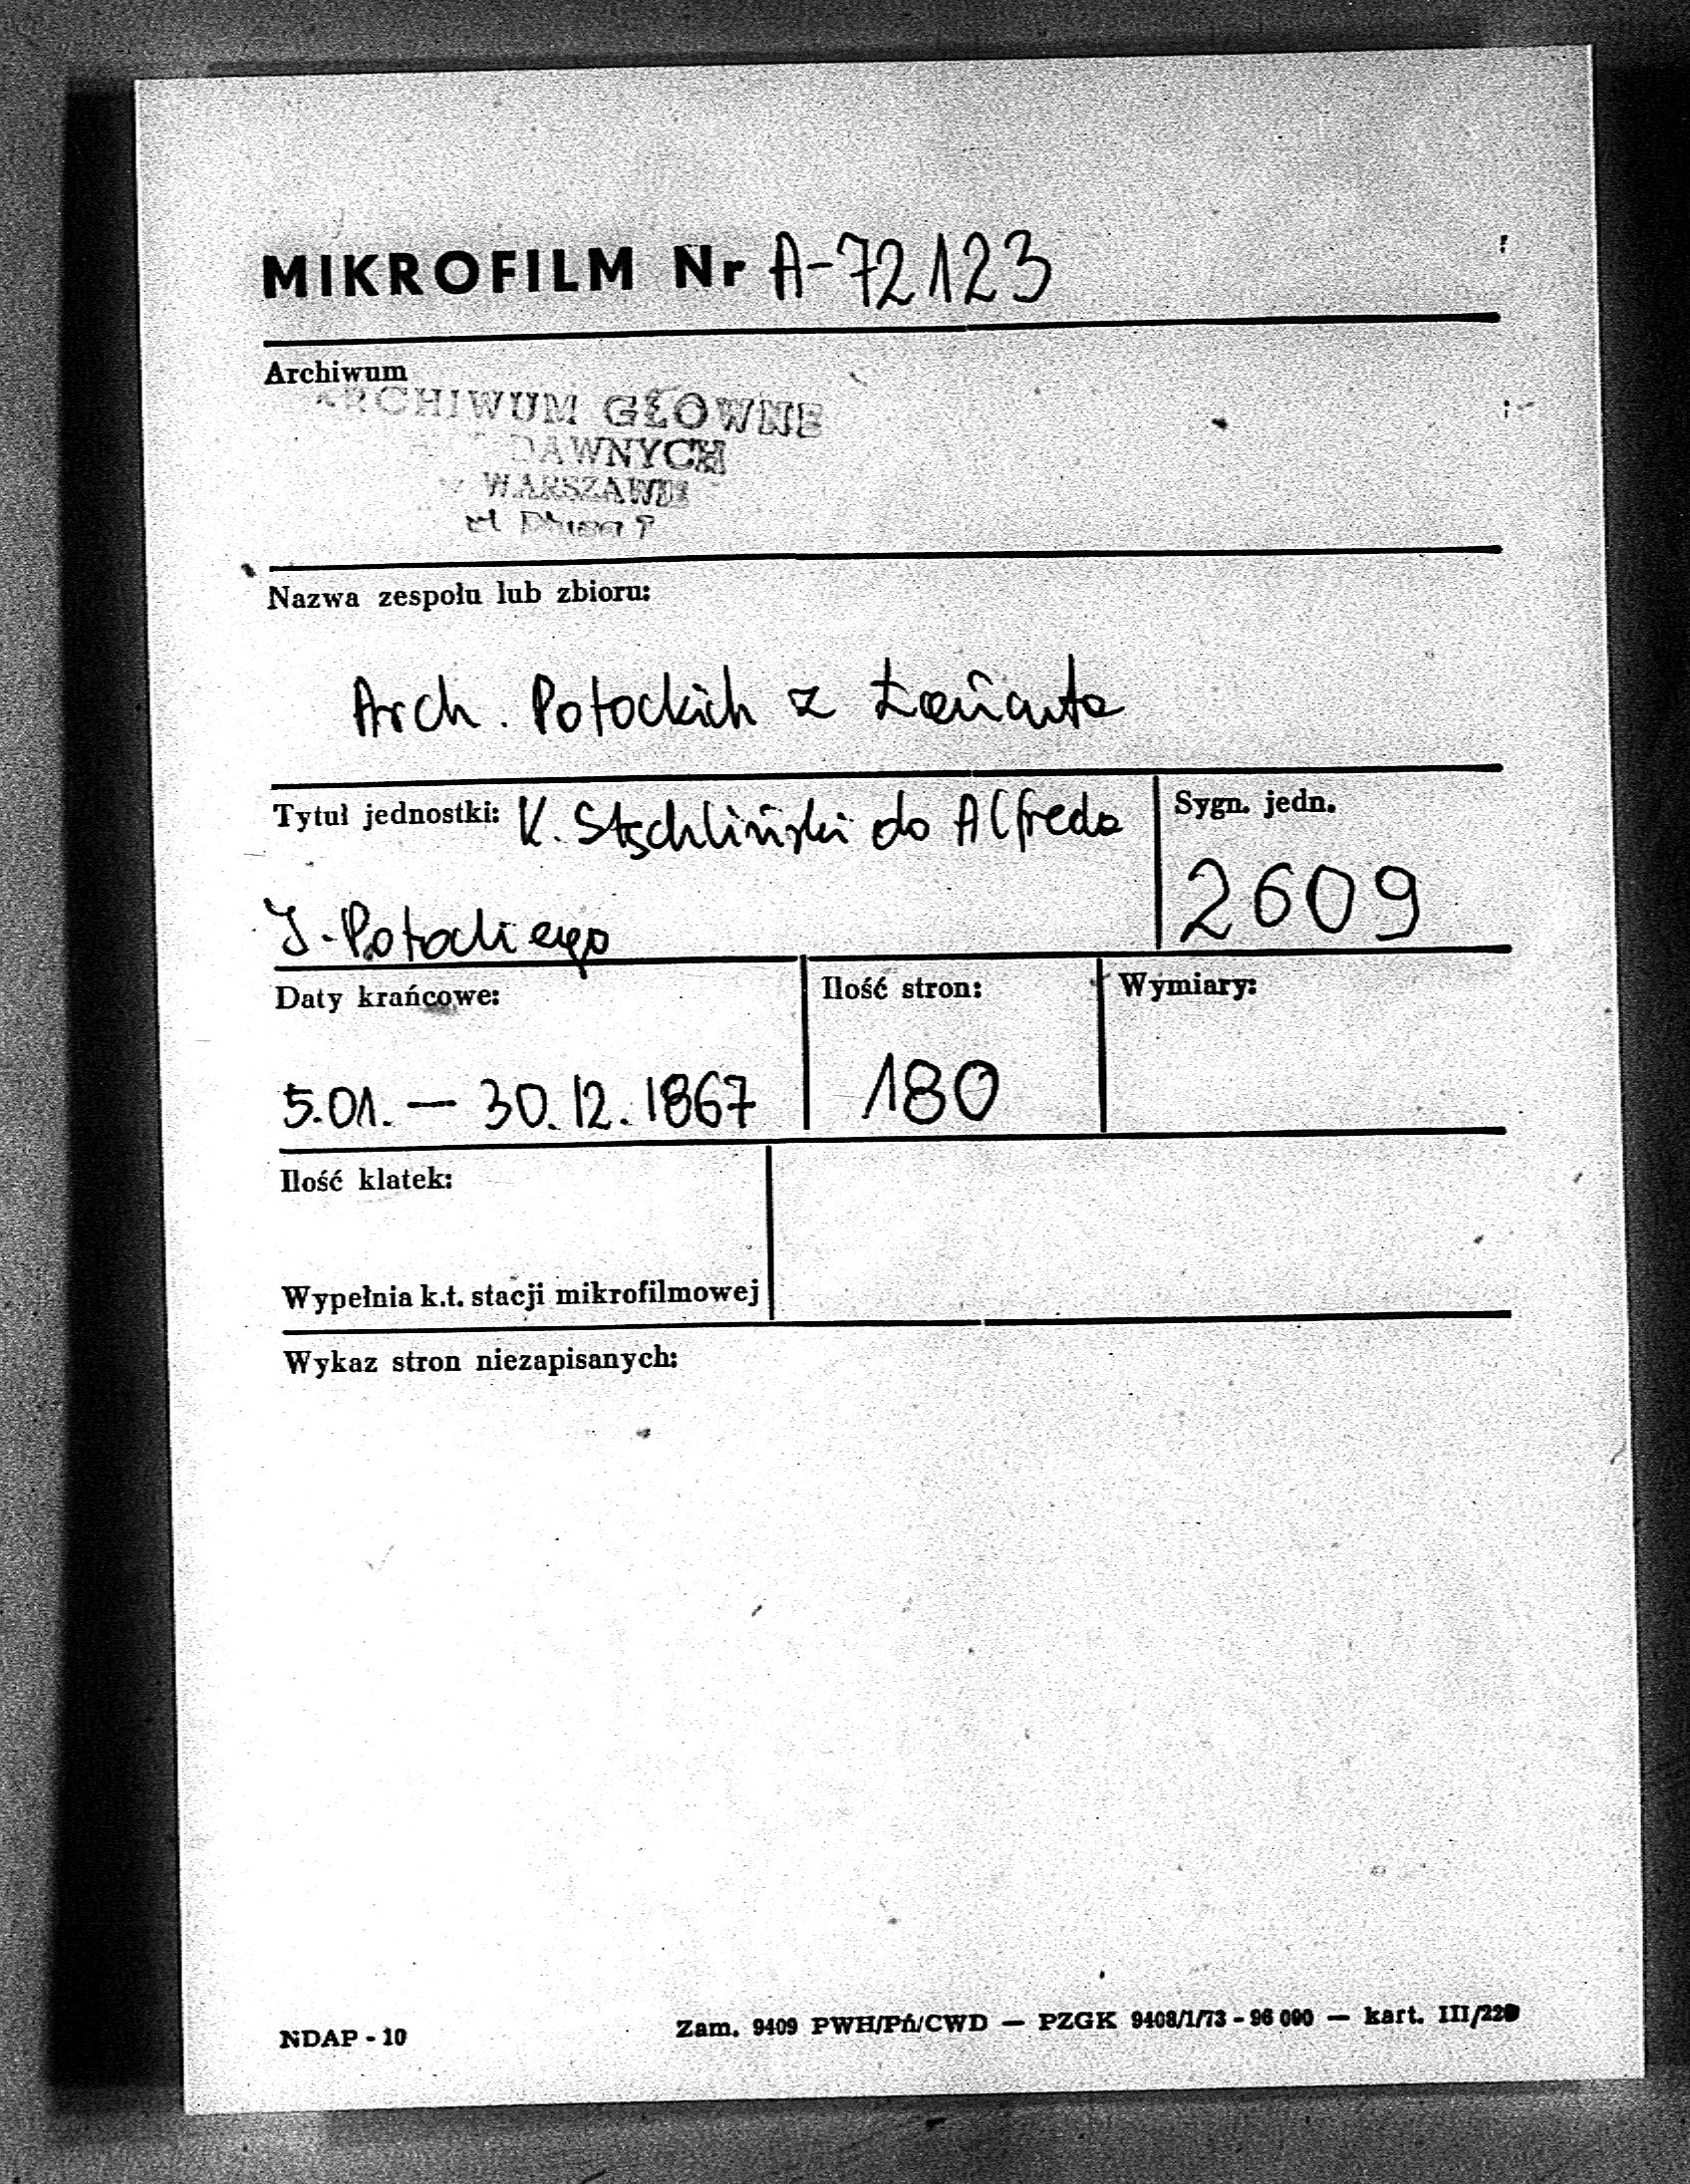 MIKROFILM Nr A-72123
Archiwum
ARCHIWUM GŁÓWNE
DAWNYCH
WARSZAWIE
Nazwa zespołu lub zbioru:
Arch. Potockich z Łańcuta
Tytuł jednostki: K. Stechliński do Alfreda
Sygn. jedn.
2609
J. Potockiego
Daty krańcowe:
Ilość stron:
Wymiary:
5.01. — 30.12.1867
180
Ilość klatek:
Wypełnia k.t. stacji mikrofilmowej
Wykaz stron niezapisanych:
NDAP - 10
Zam. 9409 PWH/Pń/CWD — PZGK 9408/1/73 - 96 000 — kart. III/220